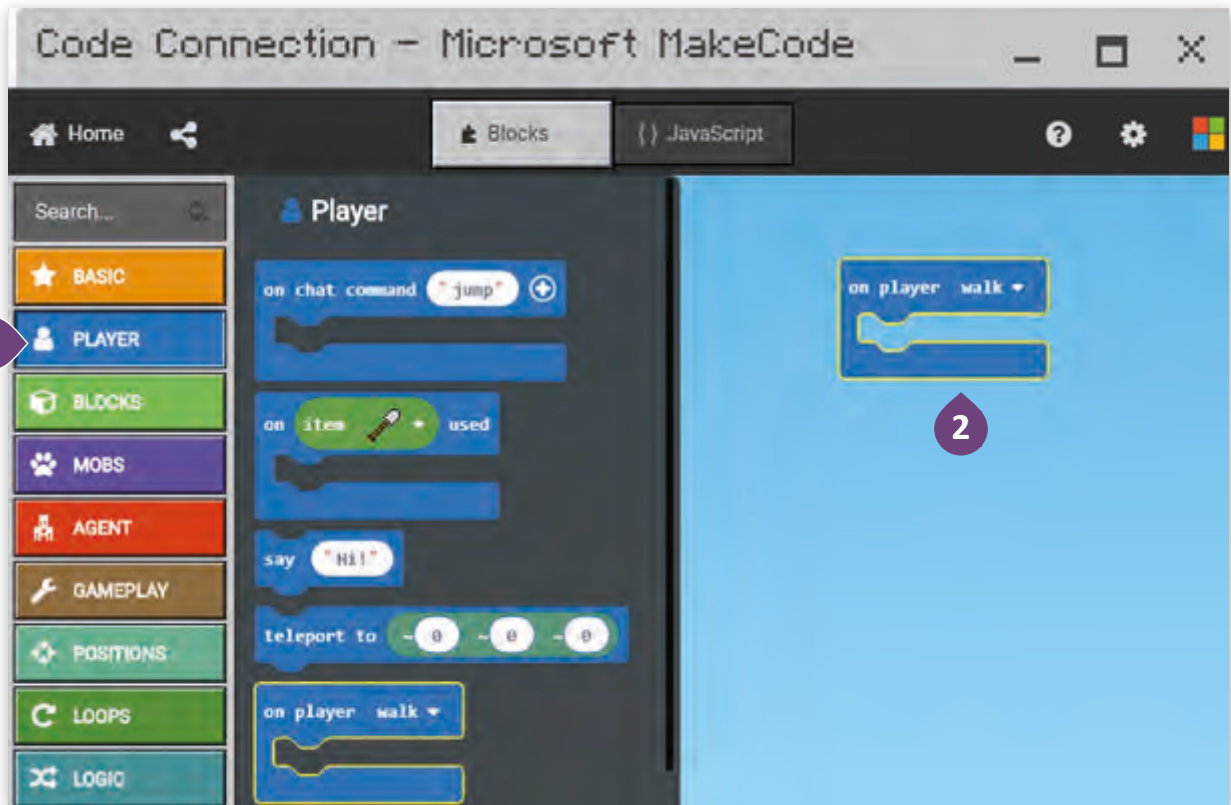 Code Connection - Microsoft MakeCode
Home
Blocks
{} JavaScript
Search...
BASIC
PLAYER
BLOCKS
MOBS
AGENT
GAMEPLAY
POSITIONS
LOOPS
LOGIC
Player
on chat command "jump"
on item used
say "Hi!"
teleport to ~0 ~0 ~0
on player walk
on player walk
2